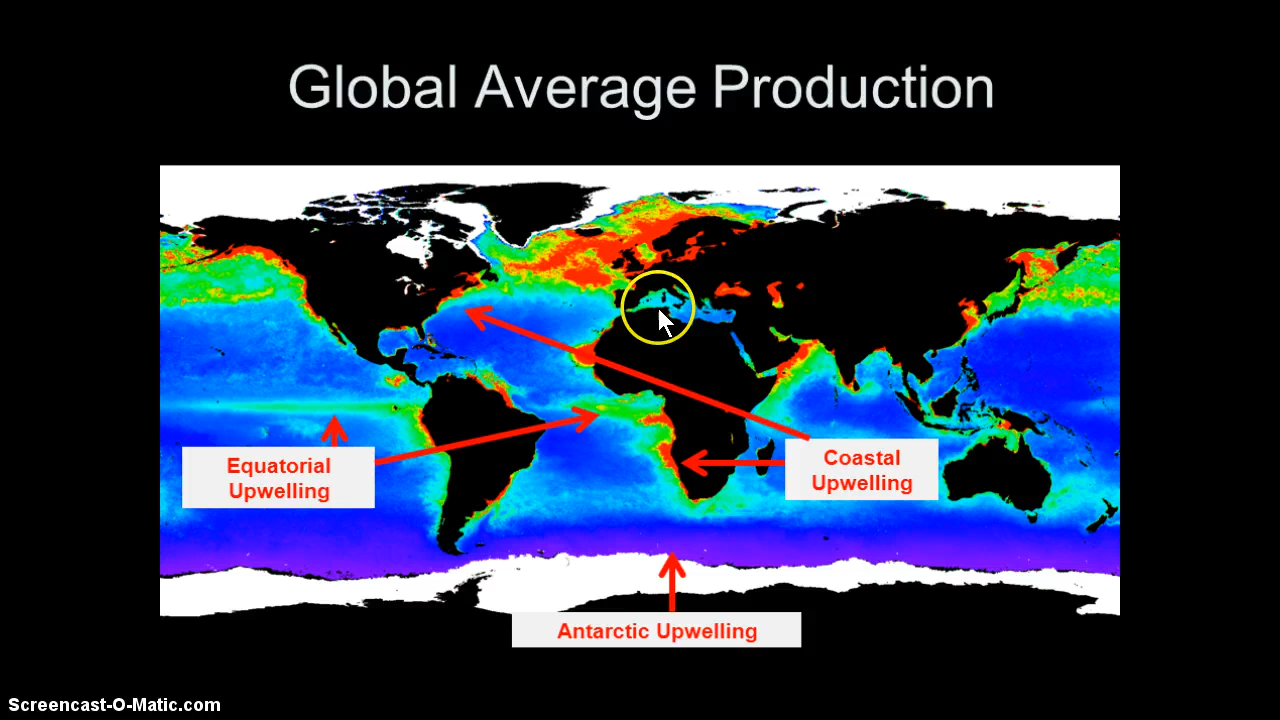 Global Average Production
Equatorial
Upwelling
Coastal
Upwelling
Antarctic Upwelling
Screencast-O-Matic.com